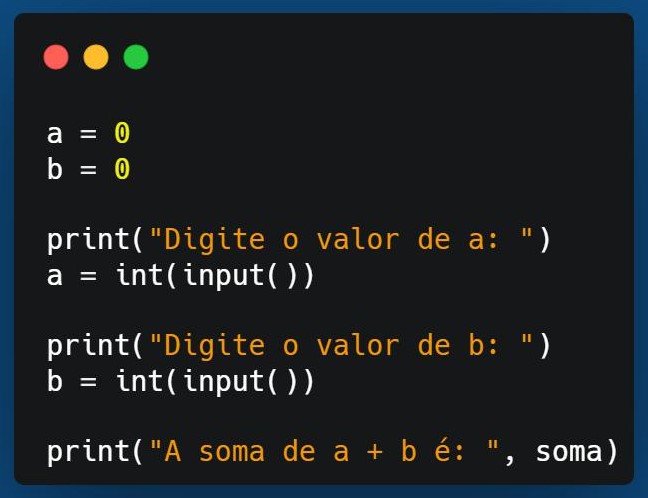 a = 0
b = 0
print("Digite o valor de a: ")
a = int(input())
print("Digite o valor de b: ")
b = int(input())
print("A soma de a + b é: ", soma)